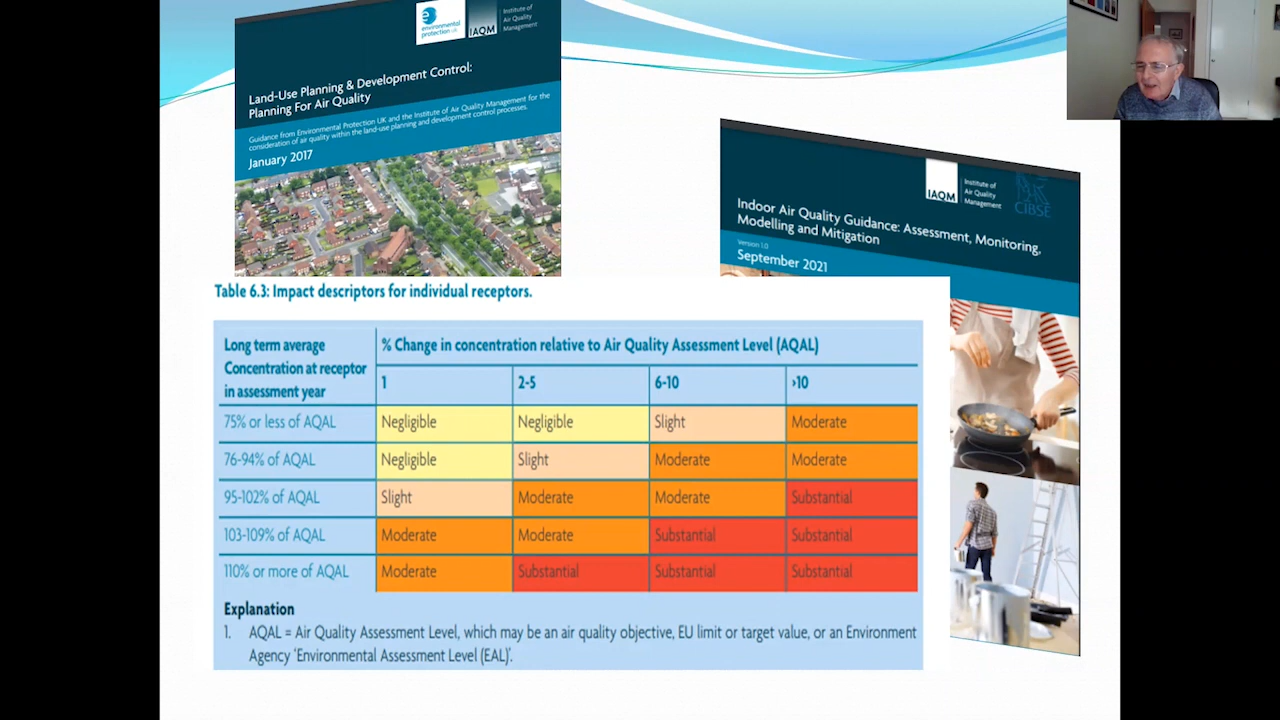 environmental
protection UK
IAQM
Institute of
Air Quality
Management
Land-Use Planning & Development Control:
Planning For Air Quality
Guidance from Environmental Protection UK and the Institute of Air Quality Management for the
consideration of air quality within the land-use planning and development control processes.
January 2017
IAQM
Institute of
Air Quality
Management
CIBSE
Indoor Air Quality Guidance: Assessment, Monitoring,
Modelling and Mitigation
Version 1.0
September 2021
Table 6.3: Impact descriptors for individual receptors.
Long term average
Concentration at receptor
in assessment year
% Change in concentration relative to Air Quality Assessment Level (AQAL)
1 2-5 6-10 >10
75% or less of AQAL Negligible Negligible Slight Moderate
76-94% of AQAL Negligible Slight Moderate Moderate
95-102% of AQAL Slight Moderate Moderate Substantial
103-109% of AQAL Moderate Moderate Substantial Substantial
110% or more of AQAL Moderate Substantial Substantial Substantial
Explanation
1. AQAL = Air Quality Assessment Level, which may be an air quality objective, EU limit or target value, or an Environment
Agency 'Environmental Assessment Level (EAL)'.